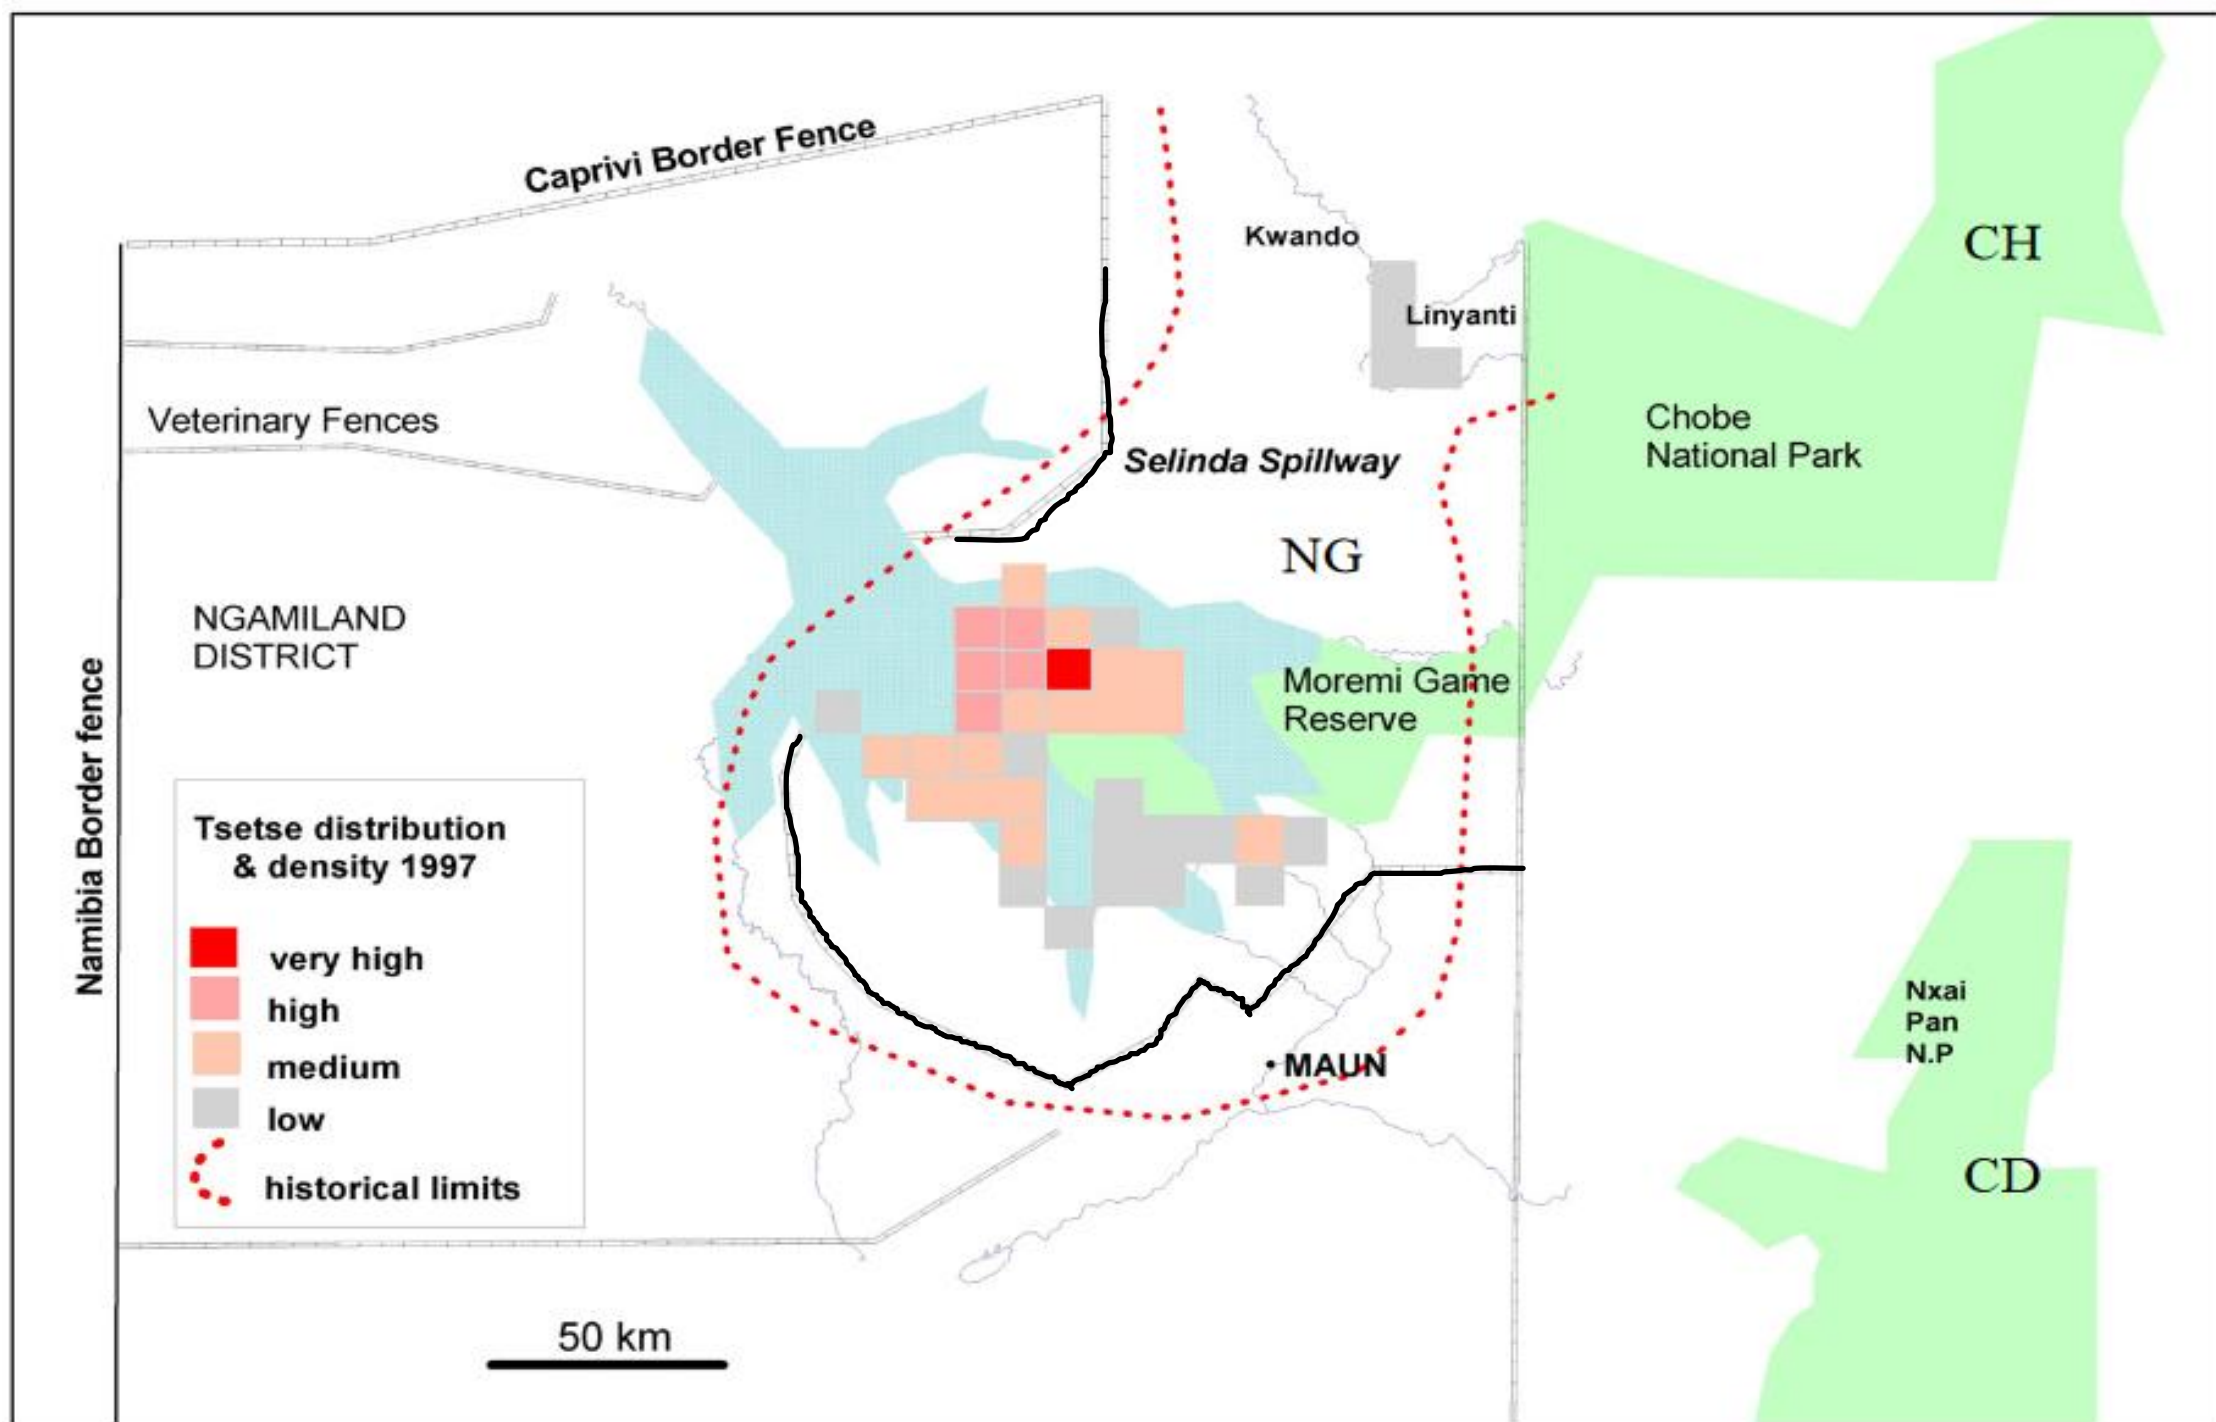 Caprivi Border Fence
CH
Kwando
Linyanti
Veterinary Fences
Chobe
National Park
Selinda Spillway
NG
NGAMILAND
DISTRICT
Moremi Game
Reserve
Namibia Border fence
Tsetse distribution
& density 1997
very high
high
medium
low
historical limits
Nxai
Pan
N.P
MAUN
CD
50 km